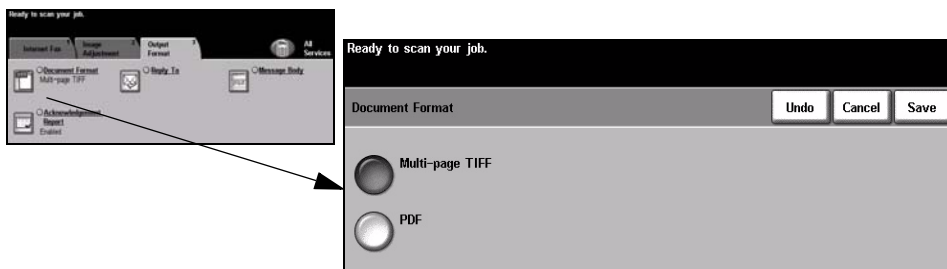 Ready to scan your job.
Internet Fax
Image Adjustment
Output Format
All Services
Document Format
Multi-page TIFF
Reply To
Message Body
Acknowledgement Report
Enabled
Ready to scan your job.
Document Format
Undo Cancel Save
Multi-page TIFF
PDF